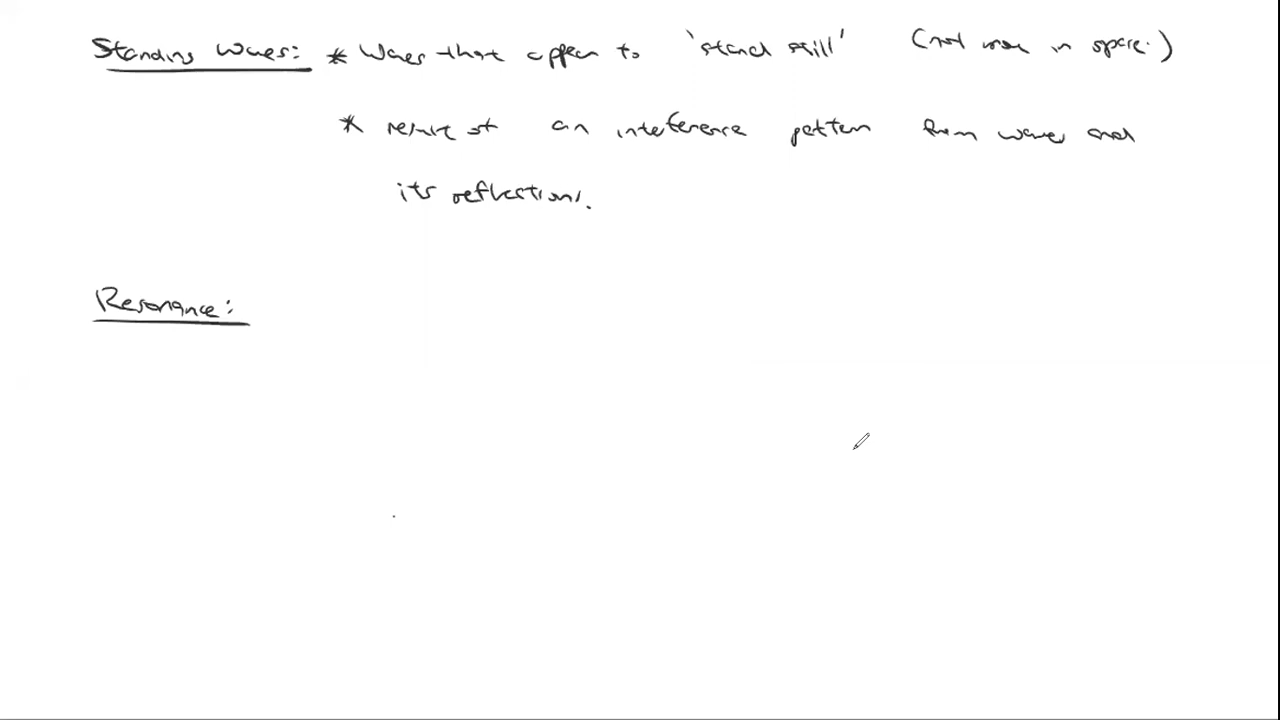 Standing Waves: * Waves that appear to 'stand still' (not move in space.)
* result of an interference pattern from waves and
its reflections.
Resonance: